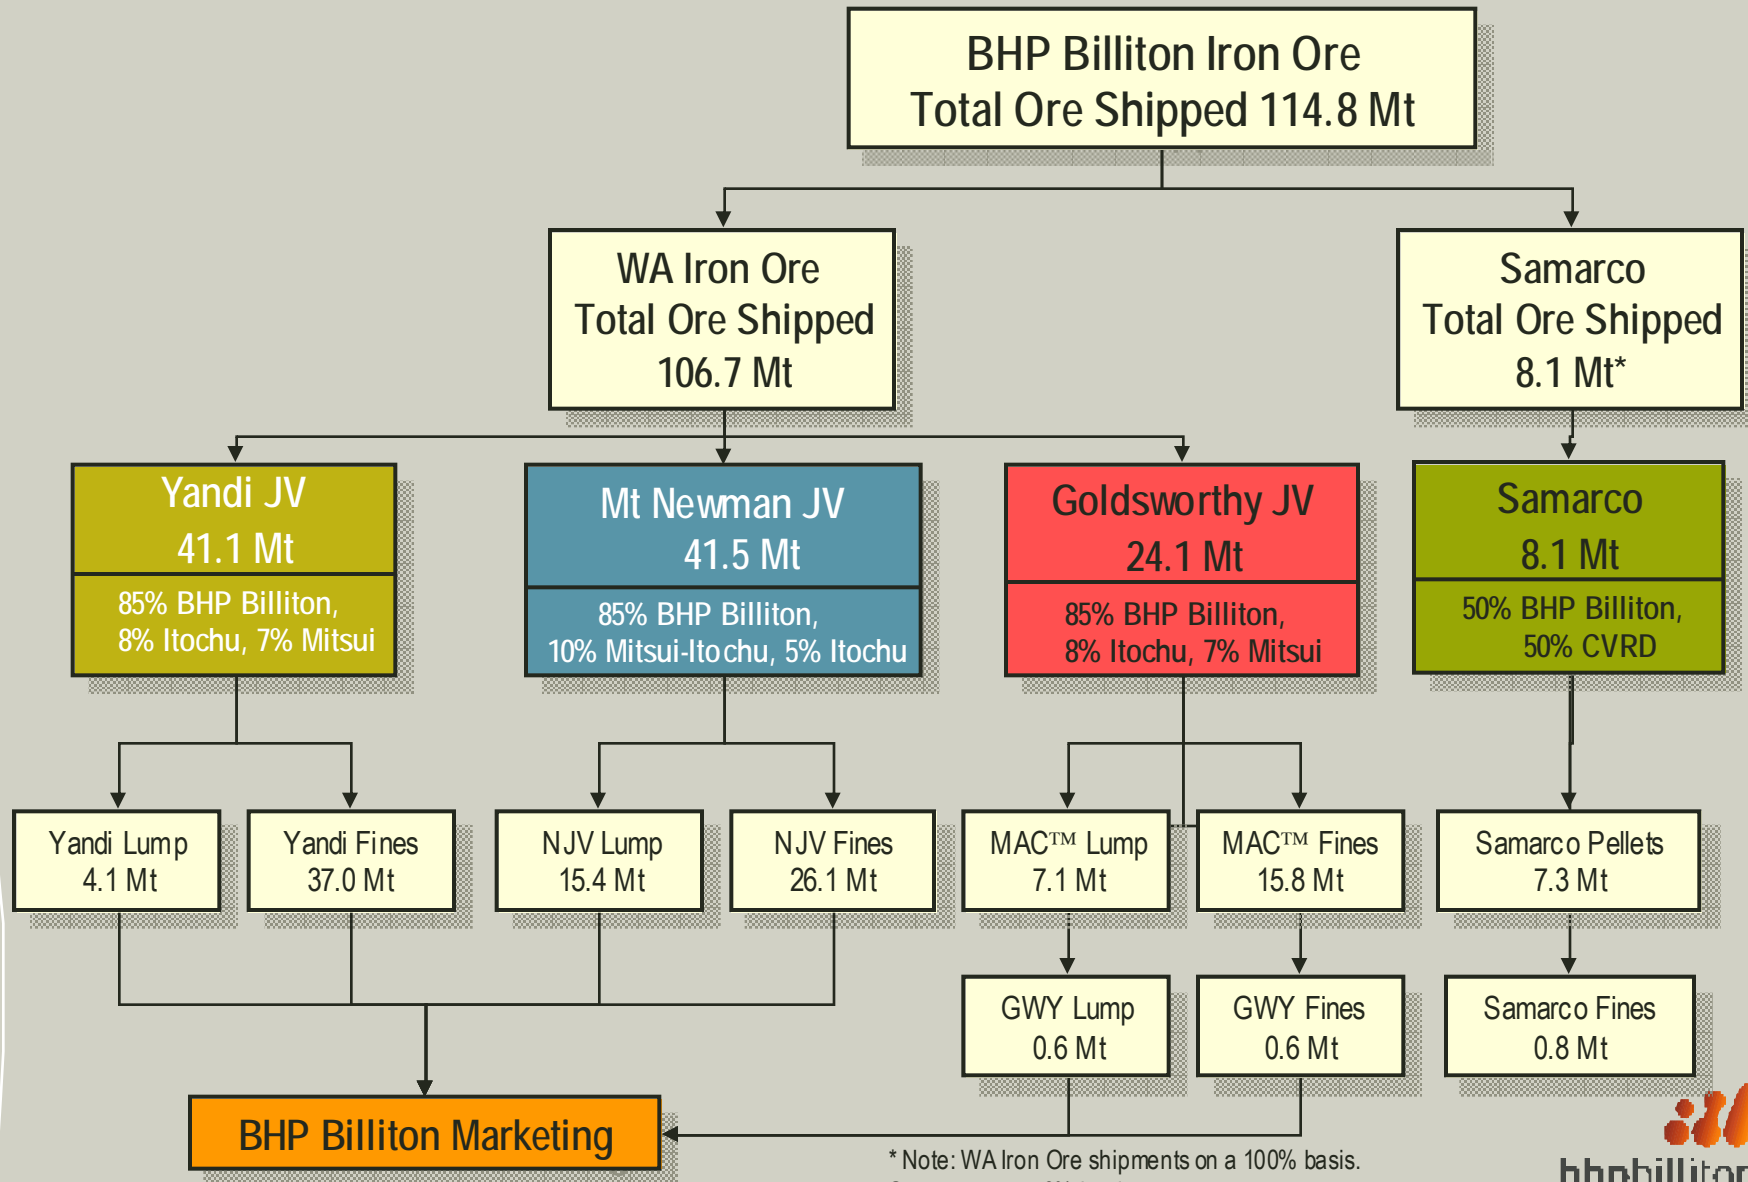 BHP Billiton Iron Ore
Total Ore Shipped 114.8 Mt
WA Iron Ore
Total Ore Shipped
106.7 Mt
Samarco
Total Ore Shipped
8.1 Mt*
Yandi JV
41.1 Mt
85% BHP Billiton,
8% Itochu, 7% Mitsui
Mt Newman JV
41.5 Mt
85% BHP Billiton,
10% Mitsui-Itochu, 5% Itochu
Goldsworthy JV
24.1 Mt
85% BHP Billiton,
8% Itochu, 7% Mitsui
Samarco
8.1 Mt
50% BHP Billiton,
50% CVRD
Yandi Lump
4.1 Mt
Yandi Fines
37.0 Mt
NJV Lump
15.4 Mt
NJV Fines
26.1 Mt
MAC™ Lump
7.1 Mt
MAC™ Fines
15.8 Mt
Samarco Pellets
7.3 Mt
GWY Lump
0.6 Mt
GWY Fines
0.6 Mt
Samarco Fines
0.8 Mt
BHP Billiton Marketing
* Note: WA Iron Ore shipments on a 100% basis.
bhpbilliton